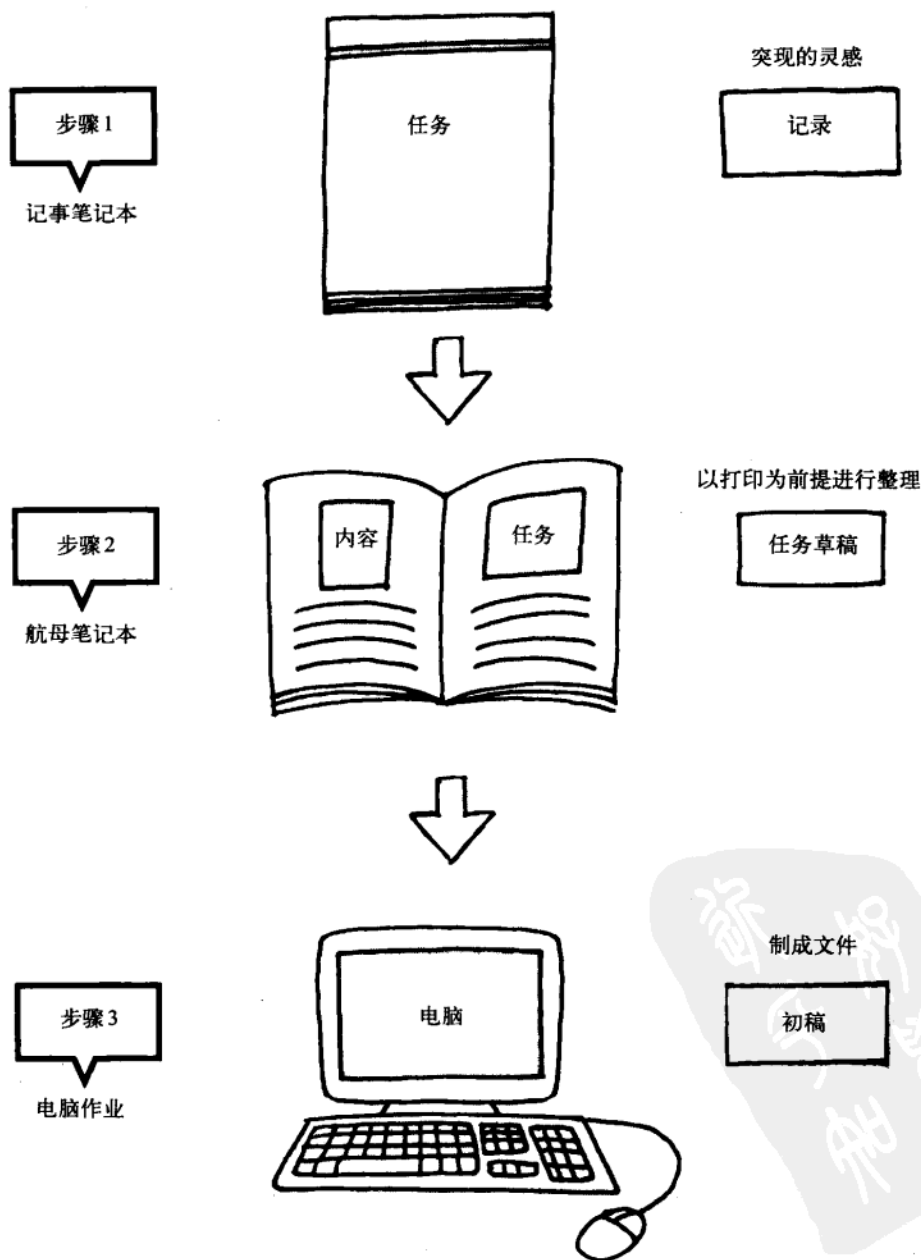 突现的灵感
步骤1
任务
记录
记事笔记本
以打印为前提进行整理
步骤2
内容
任务
任务草稿
航母笔记本
制成文件
步骤3
电脑
初稿
电脑作业